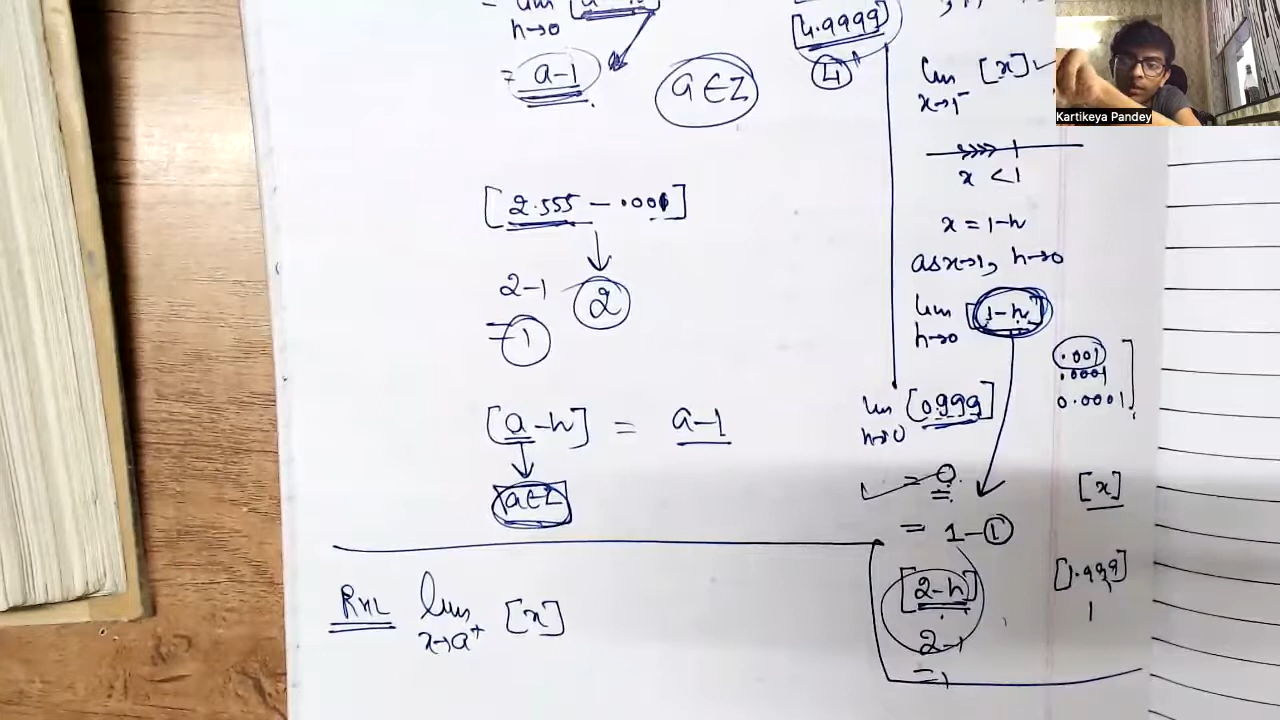 lim
h→0
= a-1
a∈Z
[2.555 - .001]
2-1
2
= 1
[a-h] = a-1
a∈Z
RHL lim [x]
x→a⁺
[4.9999]
4
lim [x]
x→1⁻
x < 1
x = 1-h
as x→1, h→0
lim [1-h]
h→0
.001
.0001
0.0001
lim [0.999]
h→0
= 0
= 1-1
[2-h]
2-1
= 1
[x]
[1.999]
1
Kartikeya Pandey